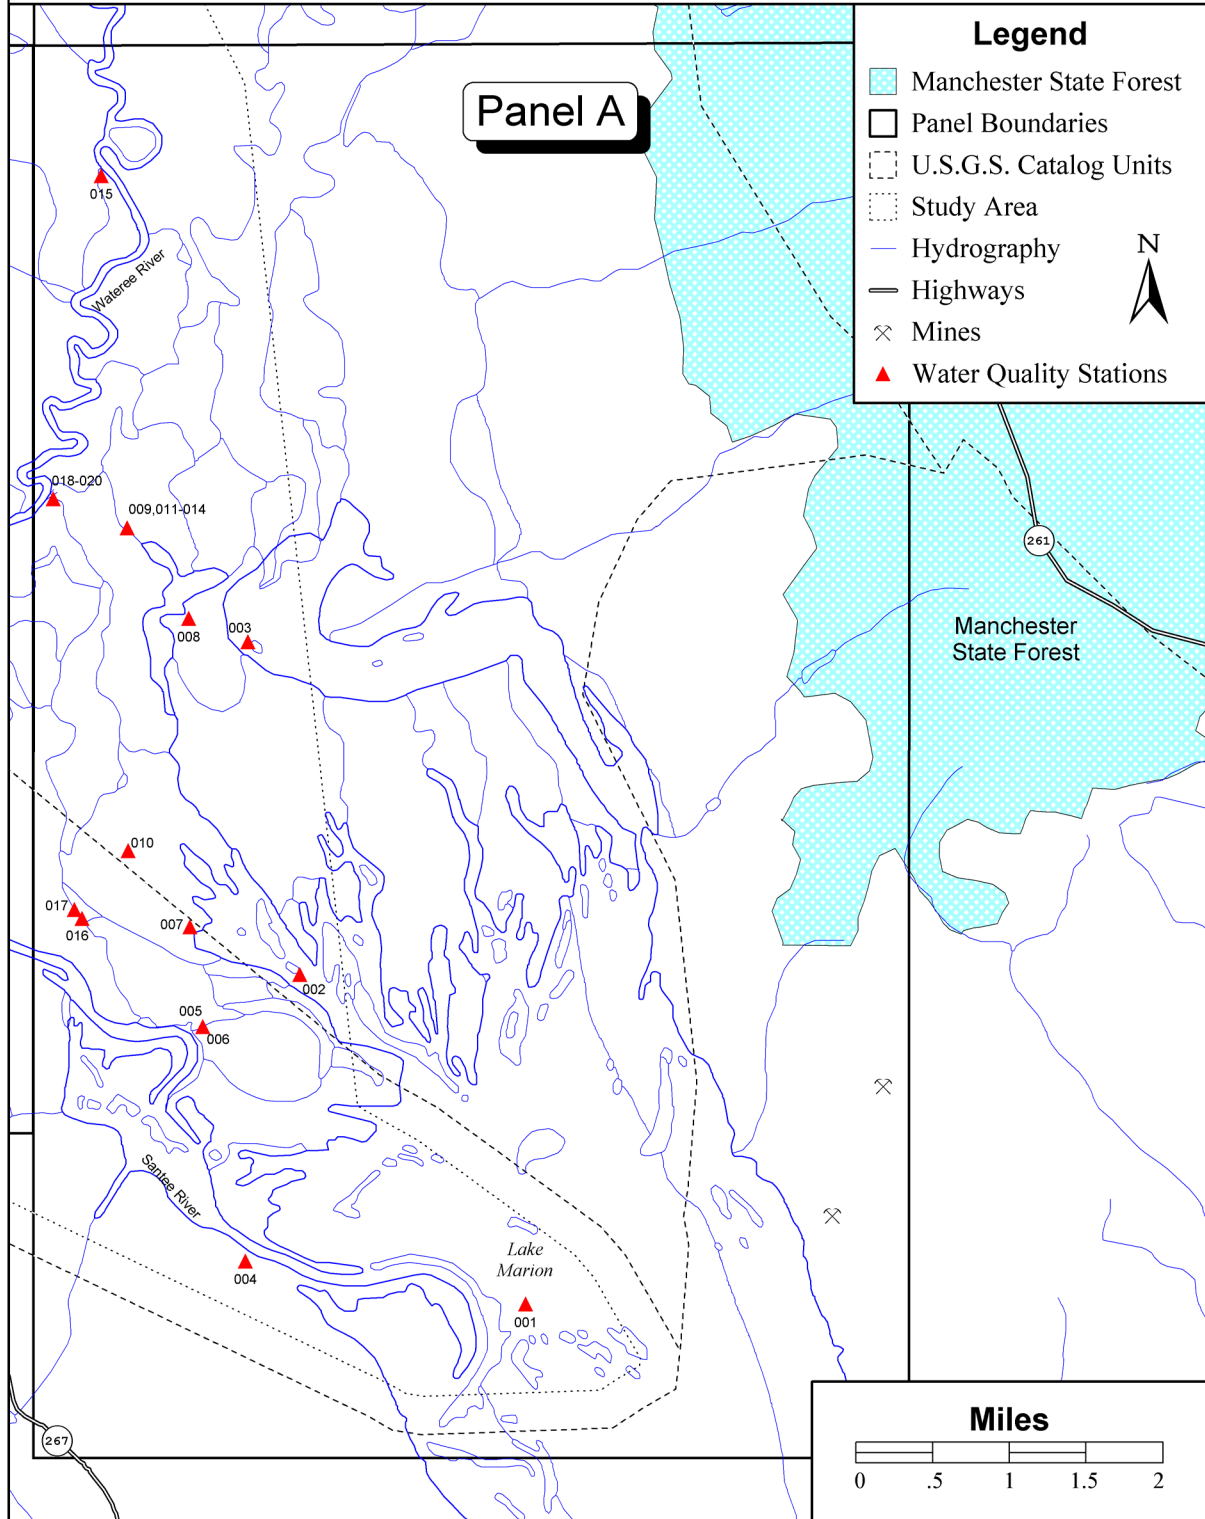 Legend
Manchester State Forest
Panel Boundaries
U.S.G.S. Catalog Units
Study Area
Hydrography
Highways
Mines
Water Quality Stations
N
Panel A
015
Wateree River
018-020
009,011-014
261
008
003
Manchester
State Forest
010
017
016
007
002
005
006
Santee River
Lake
Marion
004
001
267
Miles
0 .5 1 1.5 2